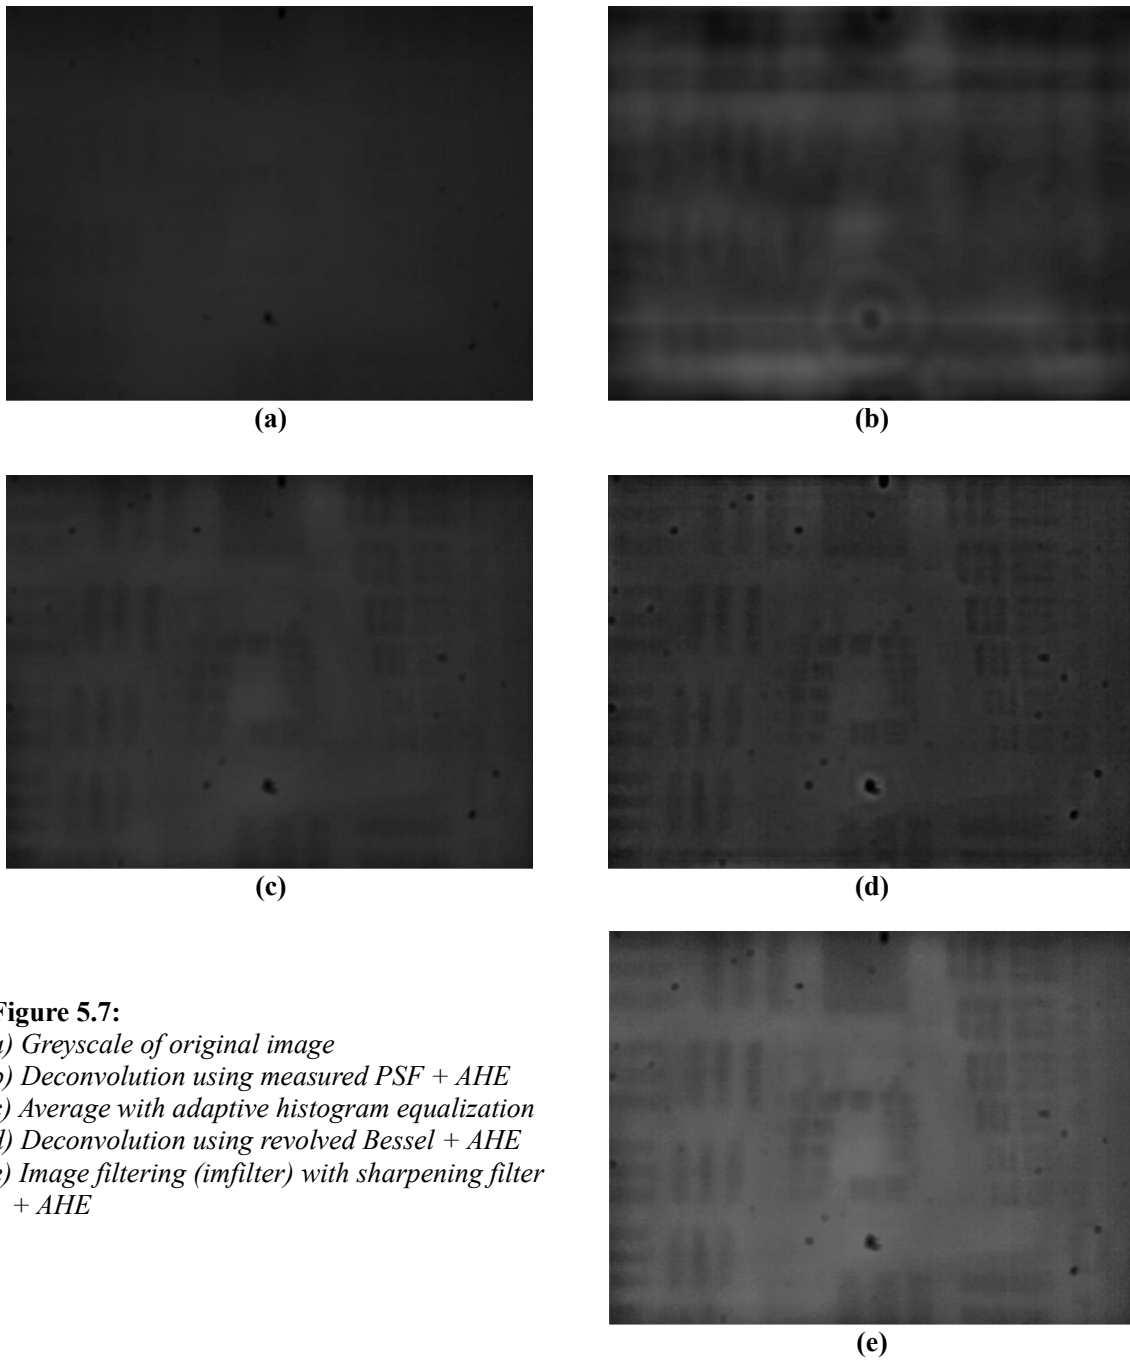 (a)
(b)
(c)
(d)
Figure 5.7:
a) Greyscale of original image
b) Deconvolution using measured PSF + AHE
c) Average with adaptive histogram equalization
d) Deconvolution using revolved Bessel + AHE
e) Image filtering (imfilter) with sharpening filter
+ AHE
(e)